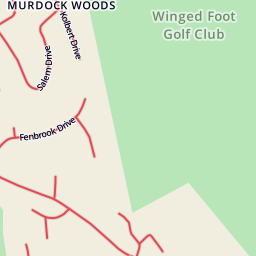 MURDOCK WOODS
Winged Foot
Golf Club
Kolbert Drive
Salem Drive
Fenbrook Drive